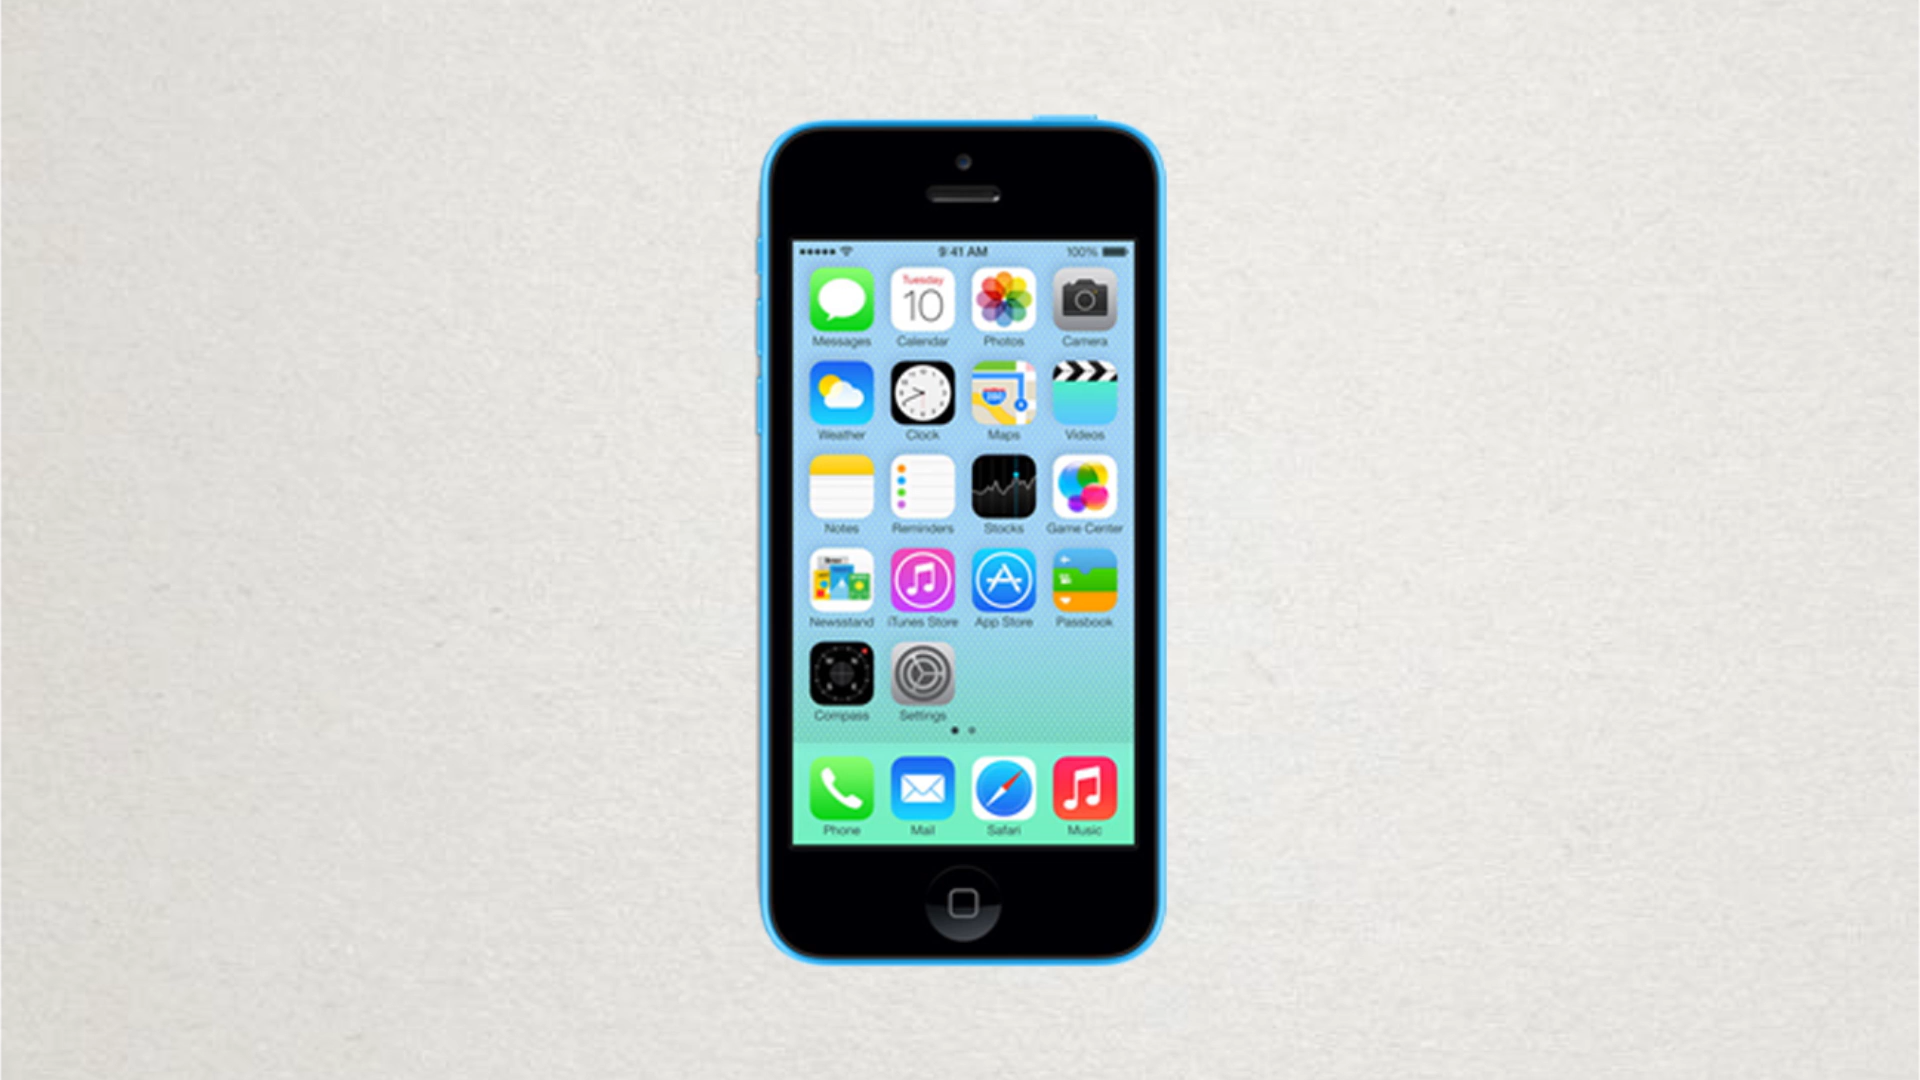 9:41 AM 100%
Tuesday
10
Messages Calendar Photos Camera
Weather Clock Maps Videos
Notes Reminders Stocks Game Center
Newsstand iTunes Store App Store Passbook
Compass Settings
Phone Mail Safari Music